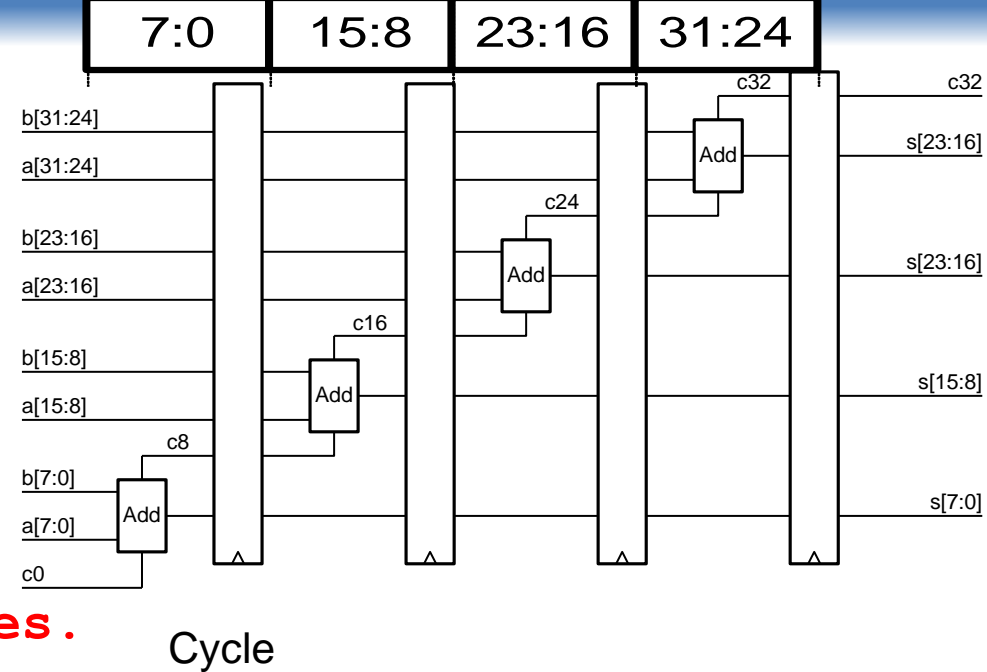 7:0 15:8 23:16 31:24
c32 c32
b[31:24]
s[23:16]
Add
a[31:24]
c24
b[23:16]
s[23:16]
Add
a[23:16]
c16
b[15:8]
s[15:8]
Add
a[15:8]
c8
b[7:0]
s[7:0]
Add
a[7:0]
c0
es.
Cycle